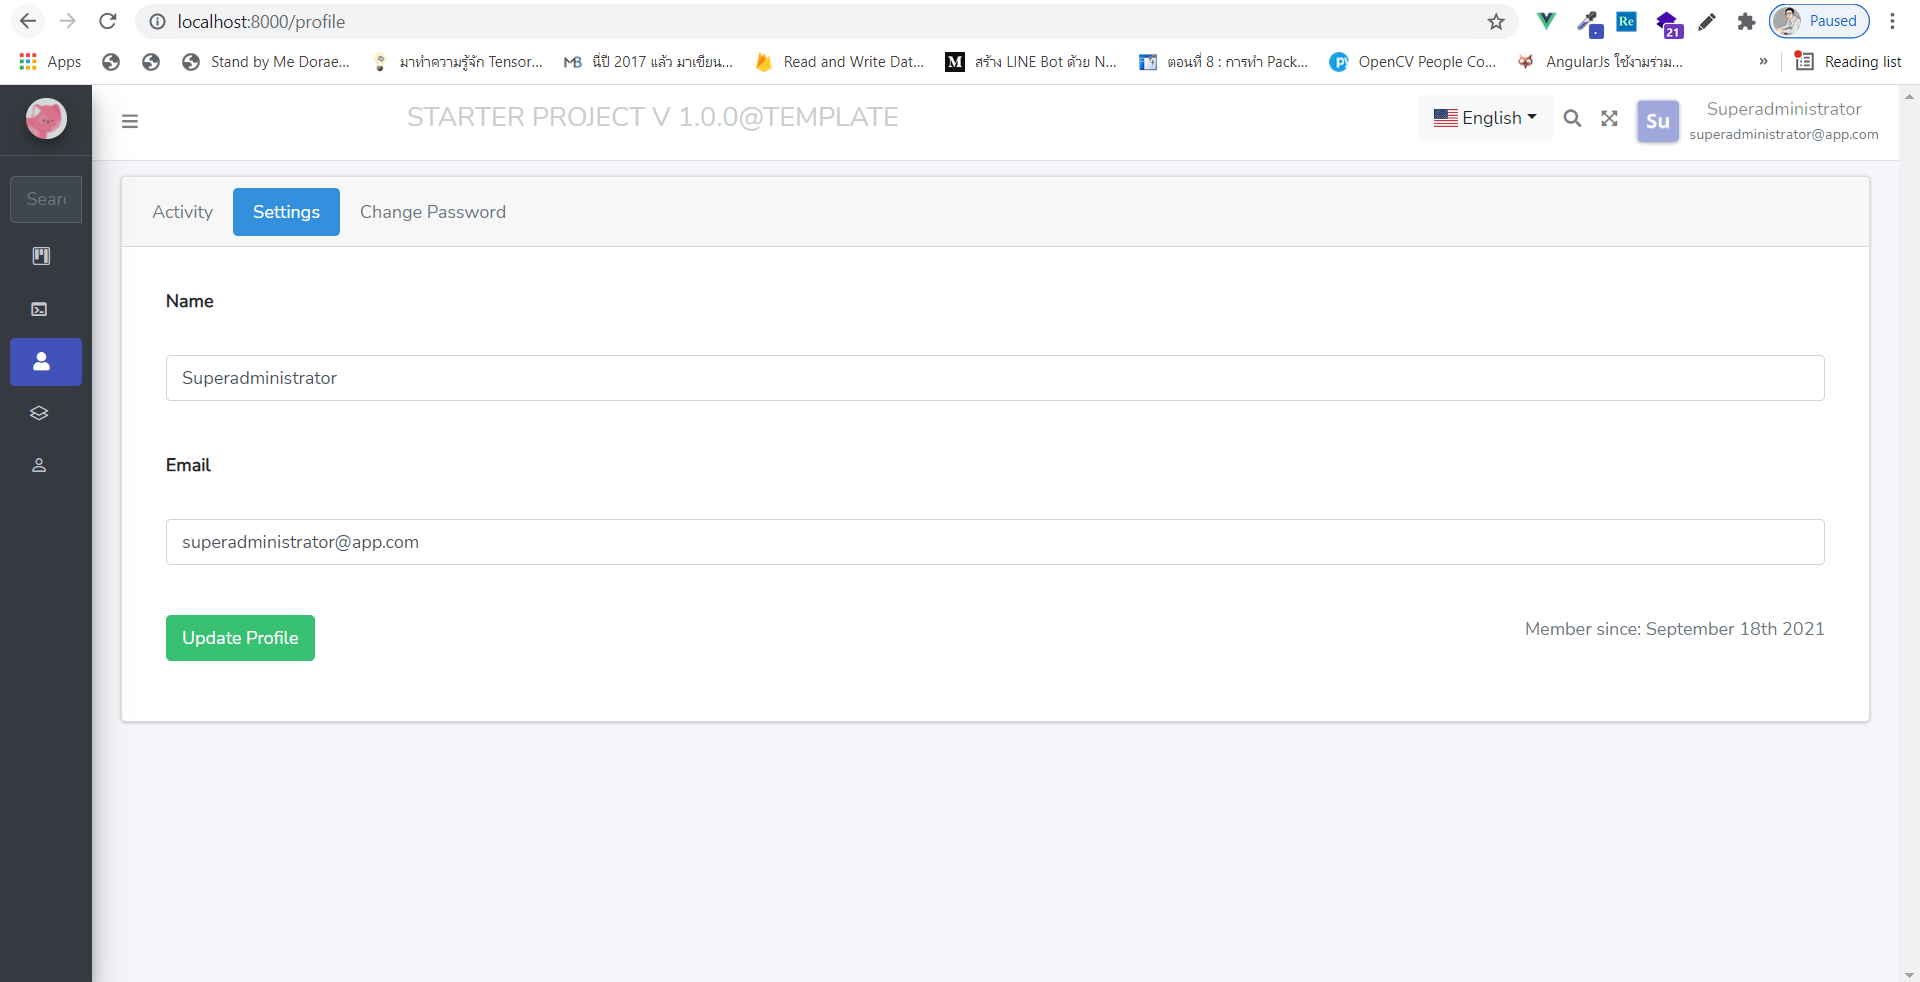 localhost:8000/profile
Re
21
Paused
Apps
Stand by Me Dorae...
มาทำความรู้จัก Tensor...
MB
นี่ปี 2017 แล้ว มาเขียน...
Read and Write Dat...
M
สร้าง LINE Bot ด้วย N...
ตอนที่ 8 : การทำ Pack...
py
OpenCV People Co...
AngularJs ใช้งามร่วม...
»
Reading list
STARTER PROJECT V 1.0.0@TEMPLATE
English
Su
Superadministrator
superadministrator@app.com
Searc
Activity
Settings
Change Password
Name
Superadministrator
Email
superadministrator@app.com
Update Profile
Member since: September 18th 2021